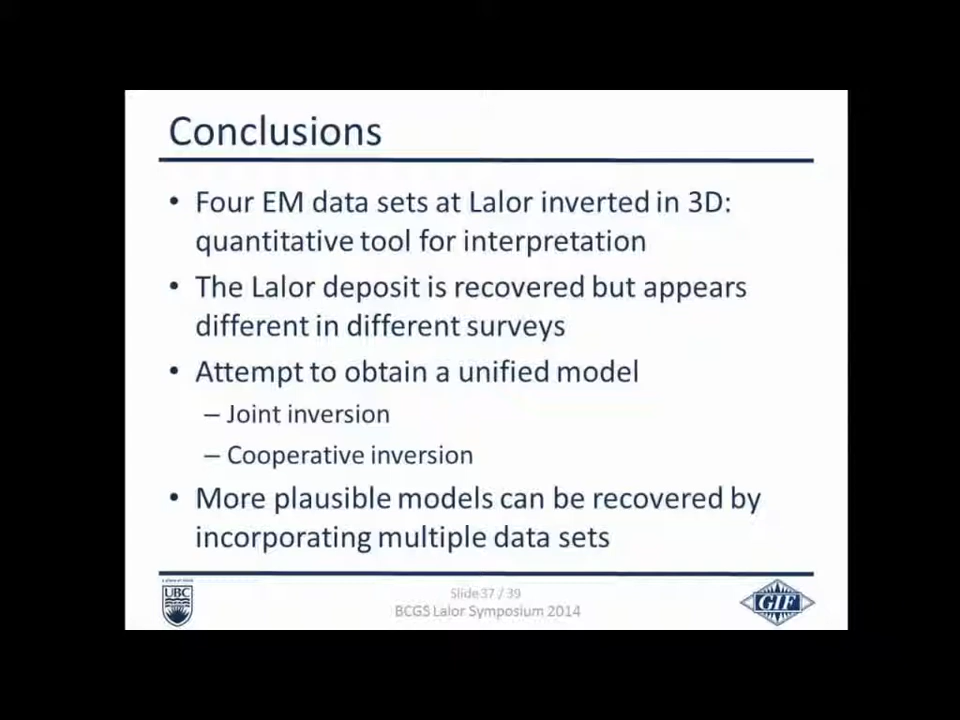 Conclusions
• Four EM data sets at Lalor inverted in 3D:
quantitative tool for interpretation
• The Lalor deposit is recovered but appears
different in different surveys
• Attempt to obtain a unified model
– Joint inversion
– Cooperative inversion
• More plausible models can be recovered by
incorporating multiple data sets
UBC
Slide 37 / 39
BCGS Lalor Symposium 2014
GIF